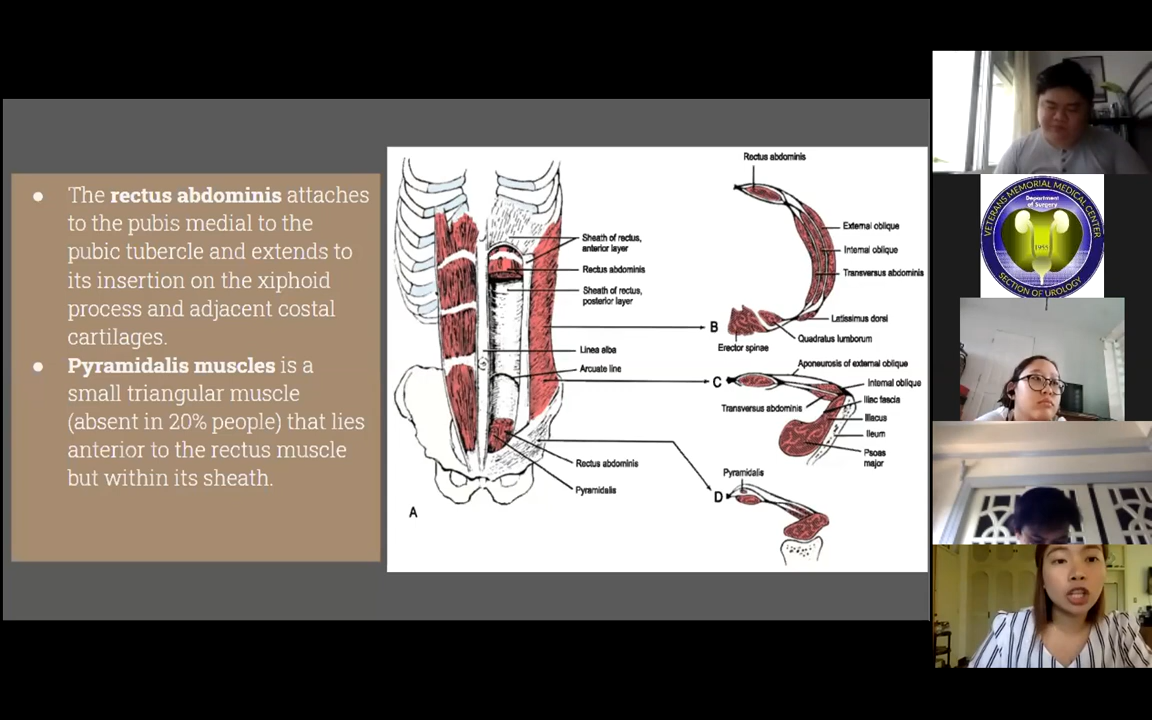 ● The rectus abdominis attaches
to the pubis medial to the
pubic tubercle and extends to
its insertion on the xiphoid
process and adjacent costal
cartilages.
● Pyramidalis muscles is a
small triangular muscle
(absent in 20% people) that lies
anterior to the rectus muscle
but within its sheath.
Sheath of rectus,
anterior layer
Rectus abdominis
Sheath of rectus,
posterior layer
Linea alba
Arcuate line
Rectus abdominis
Pyramidalis
A
Rectus abdominis
External oblique
Internal oblique
Transversus abdominis
Latissimus dorsi
Quadratus lumborum
B
Erector spinae
Aponeurosis of external oblique
C
Internal oblique
Iliac fascia
Transversus abdominis
Iliacus
Ileum
Psoas
major
Pyramidalis
D
VETERANS MEMORIAL MEDICAL CENTER
Department
of Surgery
1955
SECTION OF UROLOGY